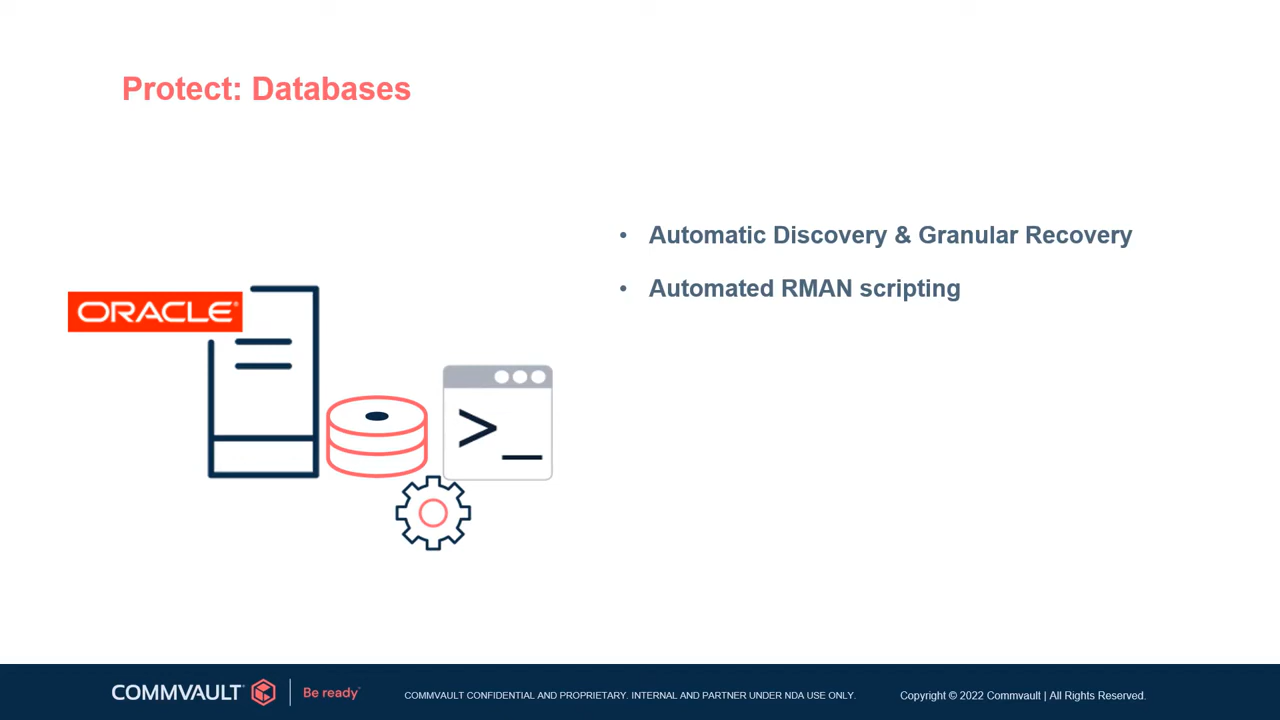 Protect: Databases
• Automatic Discovery & Granular Recovery
• Automated RMAN scripting
ORACLE®
>_
COMMVAULT Be ready™
COMMVAULT CONFIDENTIAL AND PROPRIETARY. INTERNAL AND PARTNER UNDER NDA USE ONLY.
Copyright © 2022 Commvault | All Rights Reserved.